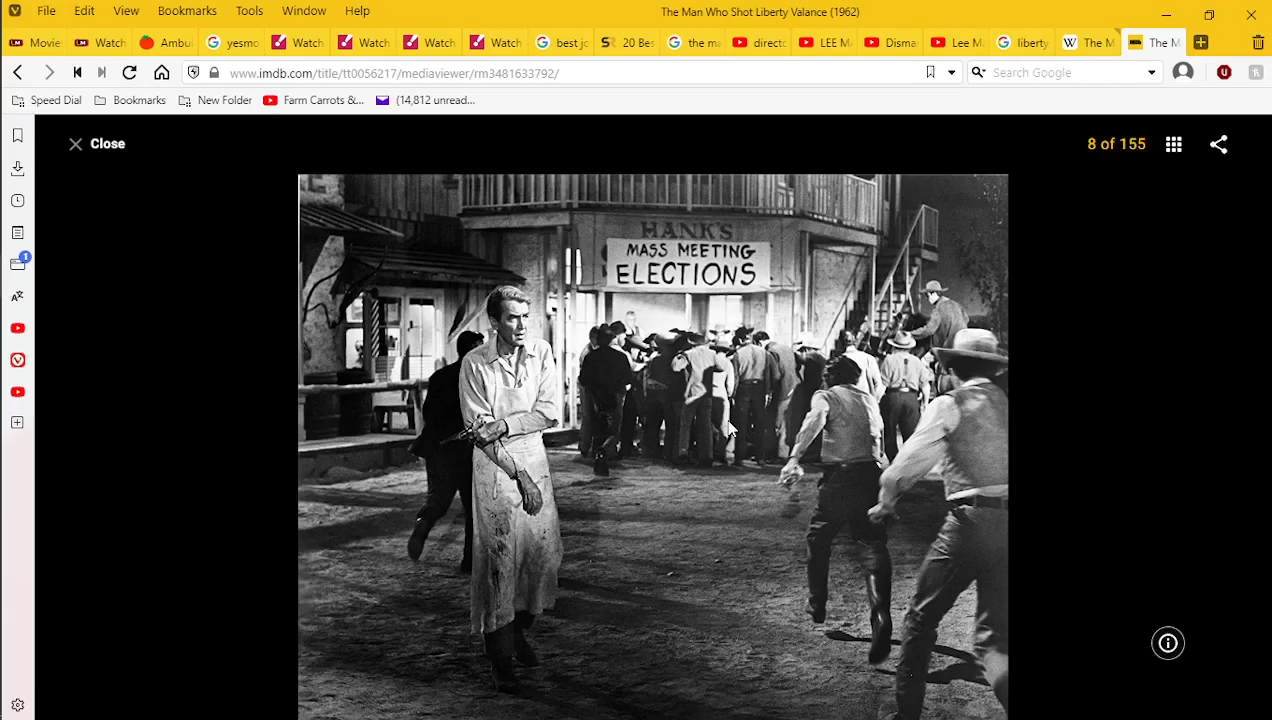 File Edit View Bookmarks Tools Window Help
The Man Who Shot Liberty Valance (1962)
Movie
Watch
Ambu
yesmo
Watch
Watch
Watch
Watch
best jo
20 Bes
the ma
directo
LEE M
Disma
Lee M
liberty
The M
The M
www.imdb.com/title/tt0056217/mediaviewer/rm3481633792/
Search Google
Speed Dial Bookmarks New Folder Farm Carrots &... (14,812 unread...
Close
8 of 155
HANK'S
MASS MEETING
ELECTIONS